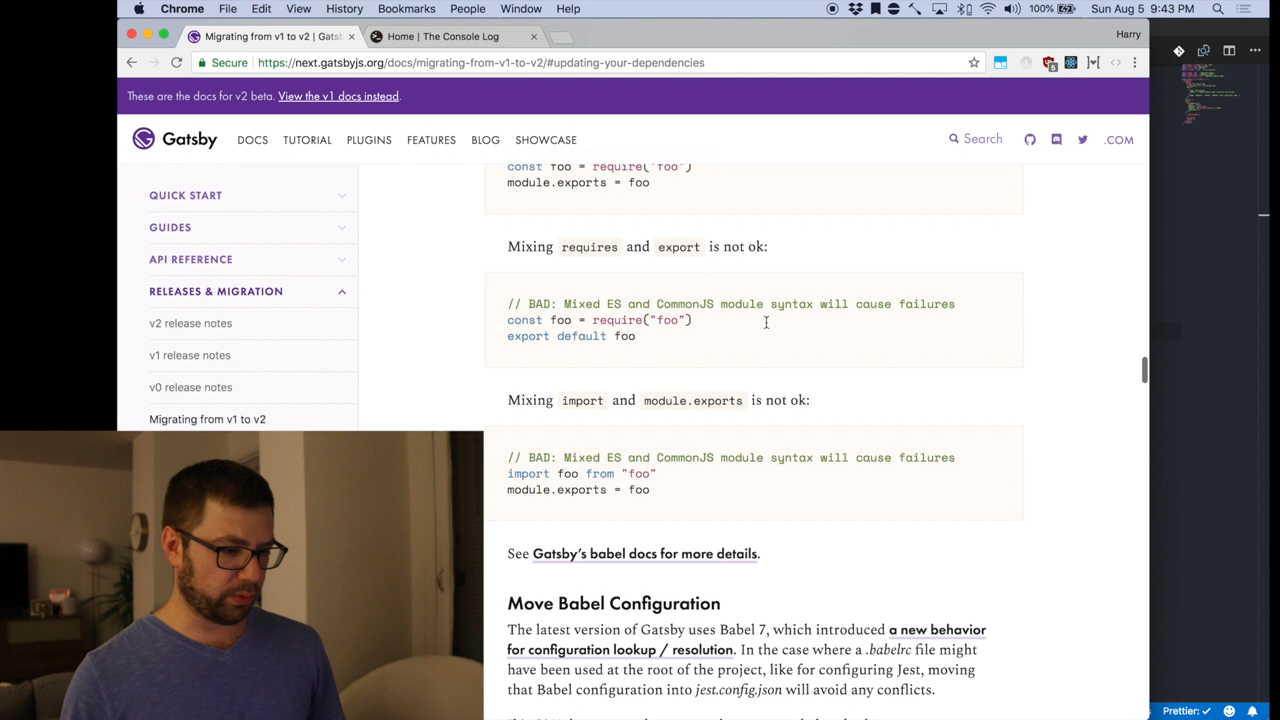 Chrome File Edit View History Bookmarks People Window Help 100% Sun Aug 5 9:43 PM
Migrating from v1 to v2 | Gatsb Home | The Console Log Harry
Secure https://next.gatsbyjs.org/docs/migrating-from-v1-to-v2/#updating-your-dependencies
These are the docs for v2 beta. View the v1 docs instead.
Gatsby DOCS TUTORIAL PLUGINS FEATURES BLOG SHOWCASE Search .COM
const foo = require("foo")
module.exports = foo
QUICK START
GUIDES
API REFERENCE
RELEASES & MIGRATION
v2 release notes
v1 release notes
v0 release notes
Migrating from v1 to v2
Mixing requires and export is not ok:
// BAD: Mixed ES and CommonJS module syntax will cause failures
const foo = require("foo")
export default foo
Mixing import and module.exports is not ok:
// BAD: Mixed ES and CommonJS module syntax will cause failures
import foo from "foo"
module.exports = foo
See Gatsby's babel docs for more details.
Move Babel Configuration
The latest version of Gatsby uses Babel 7, which introduced a new behavior
for configuration lookup / resolution. In the case where a .babelrc file might
have been used at the root of the project, like for configuring Jest, moving
that Babel configuration into jest.config.json will avoid any conflicts.
Prettier: ✓